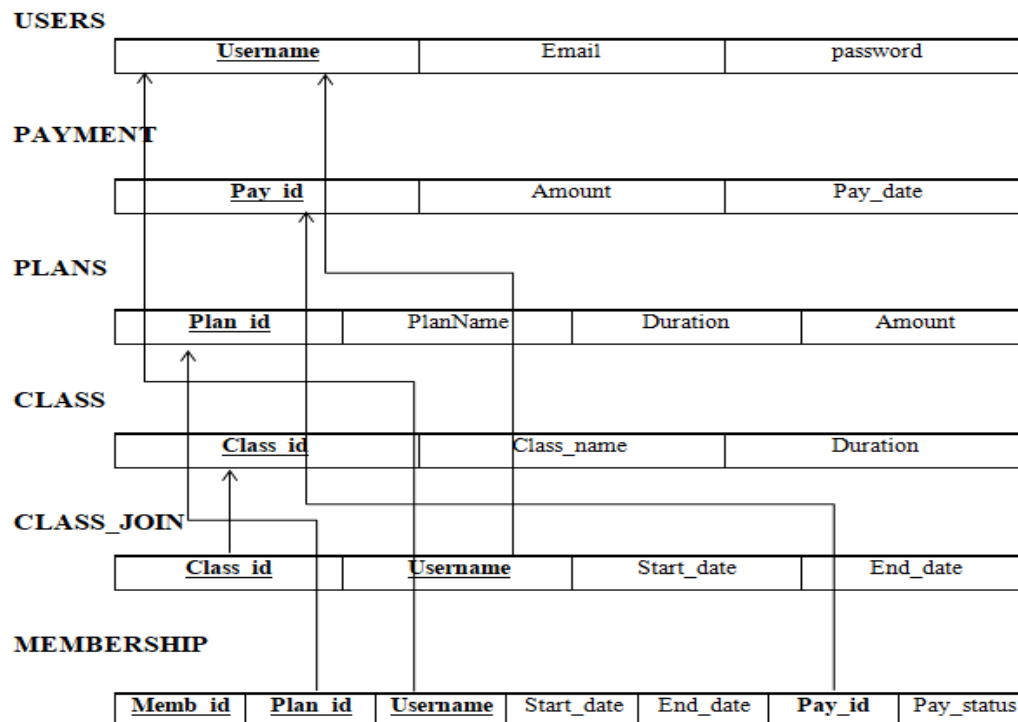 USERS
Username Email password
PAYMENT
Pay_id Amount Pay_date
PLANS
Plan_id PlanName Duration Amount
CLASS
Class_id Class_name Duration
CLASS_JOIN
Class_id Username Start_date End_date
MEMBERSHIP
Memb_id Plan_id Username Start_date End_date Pay_id Pay_status